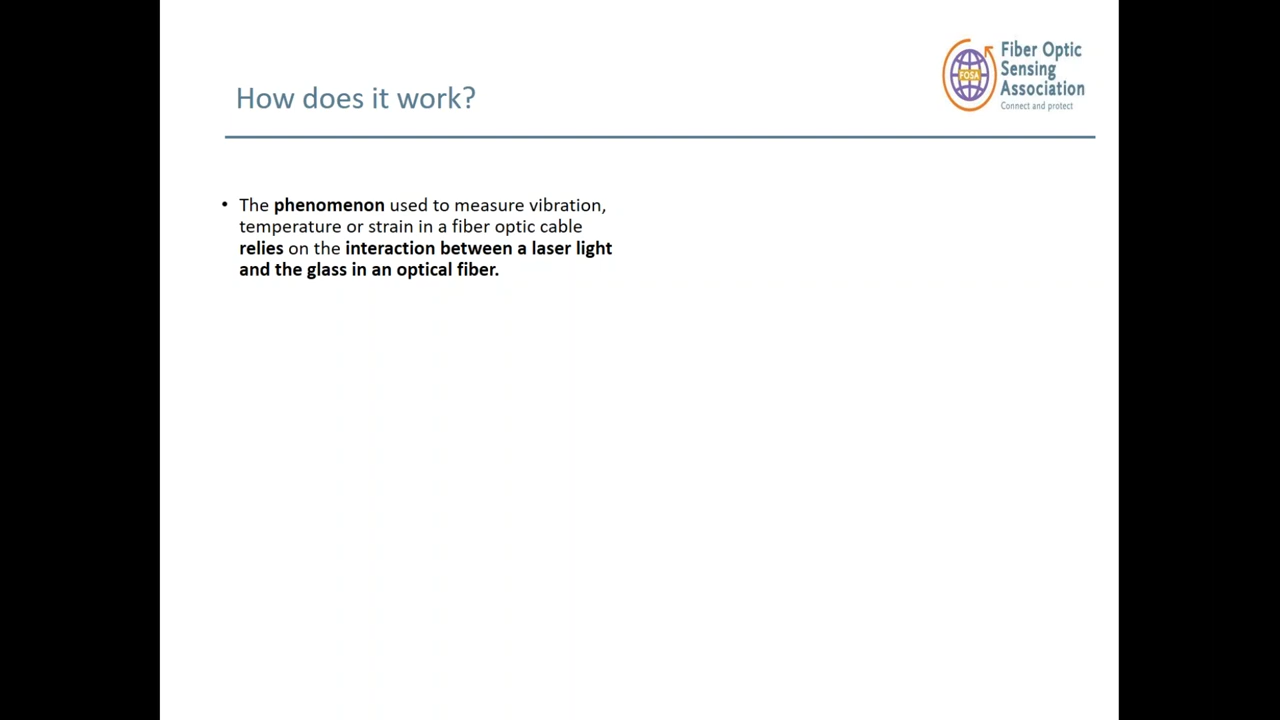 How does it work?
FOSA
Fiber Optic
Sensing
Association
Connect and protect
• The phenomenon used to measure vibration,
temperature or strain in a fiber optic cable
relies on the interaction between a laser light
and the glass in an optical fiber.